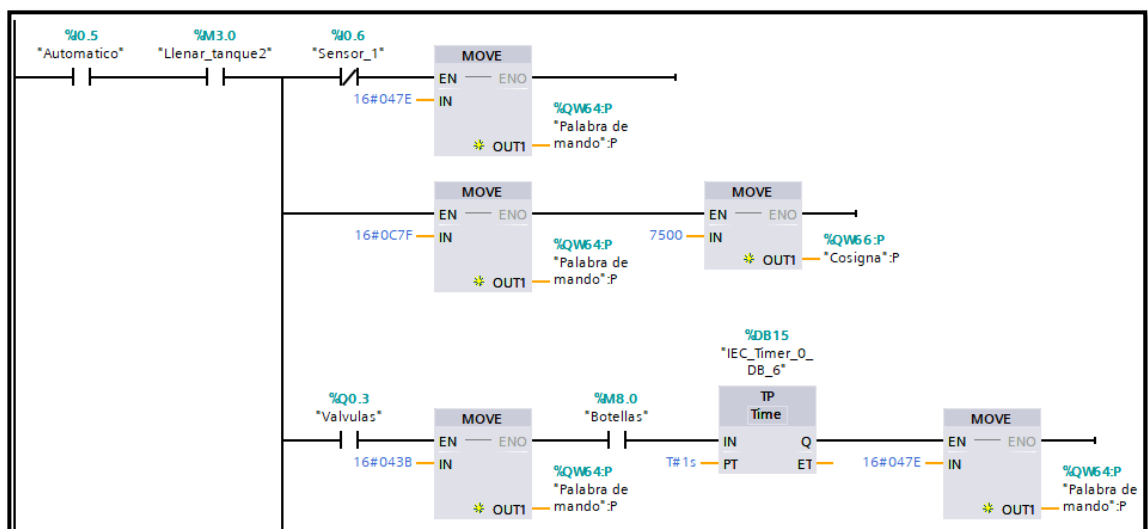 %I0.5
"Automatico"
%M3.0
"Llenar_tanque2"
%I0.6
"Sensor_1"
MOVE
EN ENO
16#047E IN
%QW64:P
"Palabra de
mando":P
OUT1
MOVE
EN ENO
16#0C7F IN
%QW64:P
"Palabra de
mando":P
OUT1
MOVE
EN ENO
7500 IN
%QW66:P
"Cosigna":P
OUT1
%Q0.3
"Valvulas"
MOVE
EN ENO
16#043B IN
%QW64:P
"Palabra de
mando":P
OUT1
%M8.0
"Botellas"
%DB15
"IEC_Timer_0_
DB_6"
TP
Time
IN Q
T#1s PT ET
MOVE
EN ENO
16#047E IN
%QW64:P
"Palabra de
mando":P
OUT1